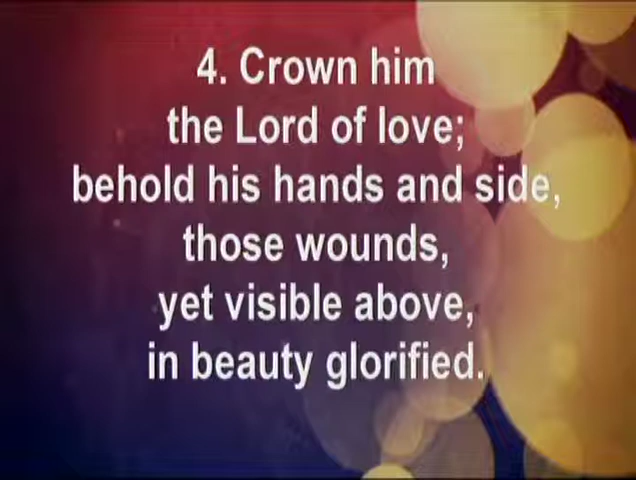 4. Crown him
the Lord of love;
behold his hands and side,
those wounds,
yet visible above,
in beauty glorified.